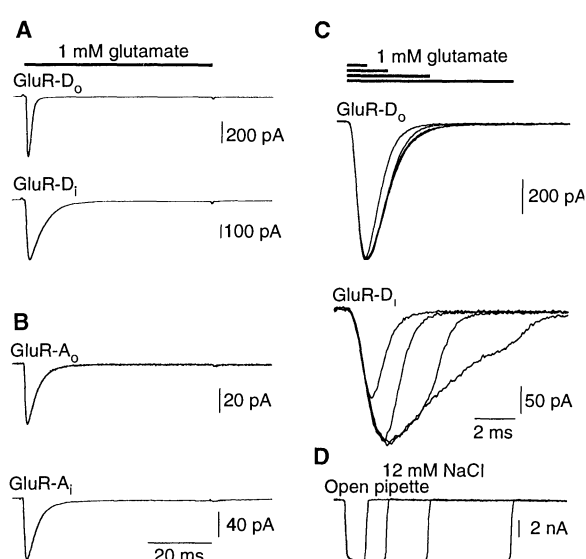 A
1 mM glutamate
GluR-Do
200 pA
GluR-Di
100 pA
B
GluR-Ao
20 pA
GluR-Ai
40 pA
20 ms
C
1 mM glutamate
GluR-Do
200 pA
GluR-Di
50 pA
2 ms
D
12 mM NaCl
Open pipette
2 nA